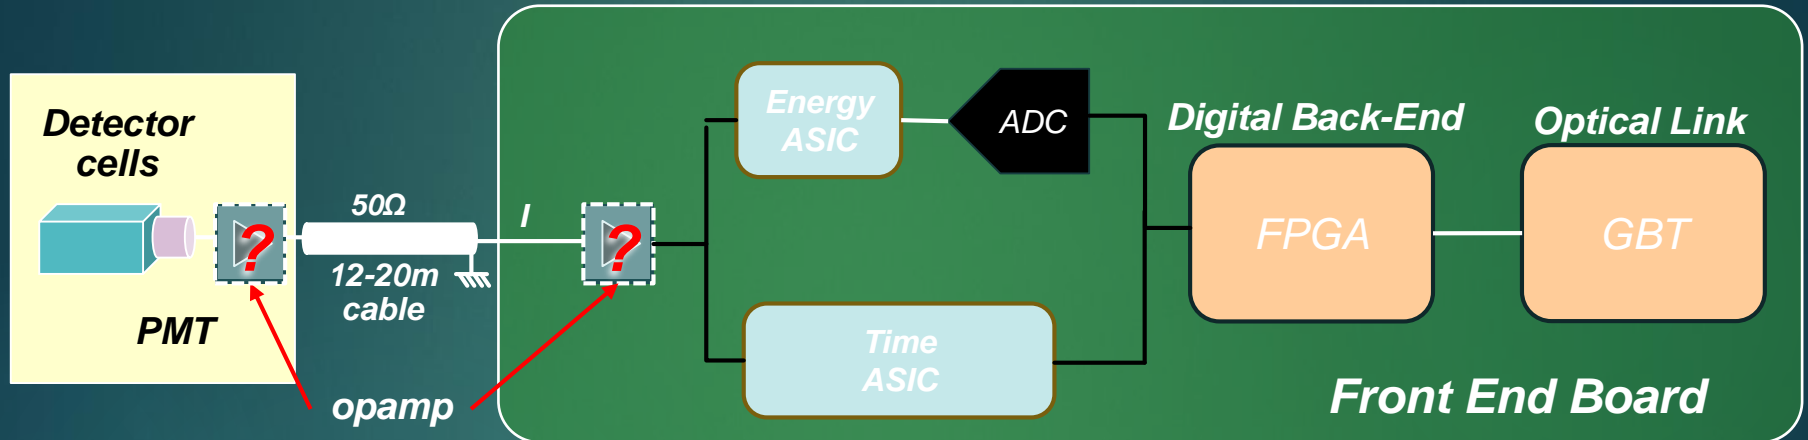 Detector
cells
?
PMT
50Ω
12-20m
cable
opamp
I
?
Energy
ASIC
ADC
Time
ASIC
Digital Back-End
FPGA
Optical Link
GBT
Front End Board